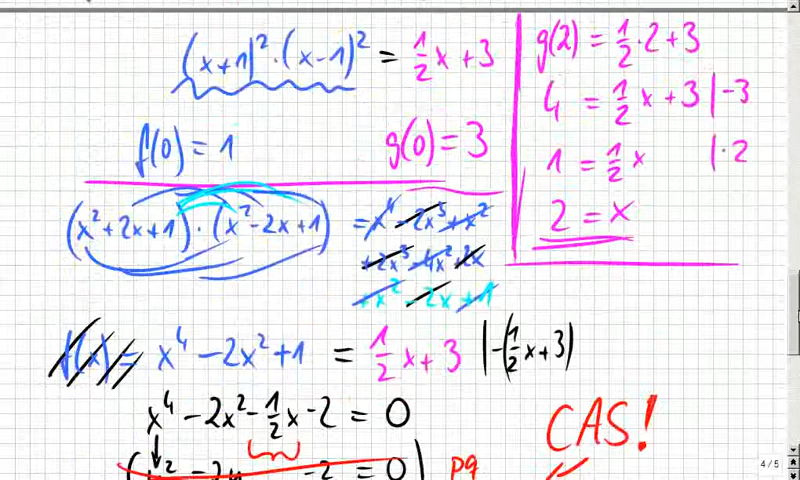 (x+1)²·(x-1)² = 1/2x+3
f(0) = 1 g(0) = 3
(x²+2x+1)·(x²-2x+1) = x⁴-2x³+x²
+2x³-4x²+2x
+x²-2x+1
f(x) = x⁴-2x²+1 = 1/2x+3 |-(1/2x+3)
x⁴-2x²-1/2x-2 = 0
-2 = 0) pq
g(2) = 1/2·2+3
4 = 1/2x+3 |-3
1 = 1/2x |·2
2 = x
CAS!
4/5